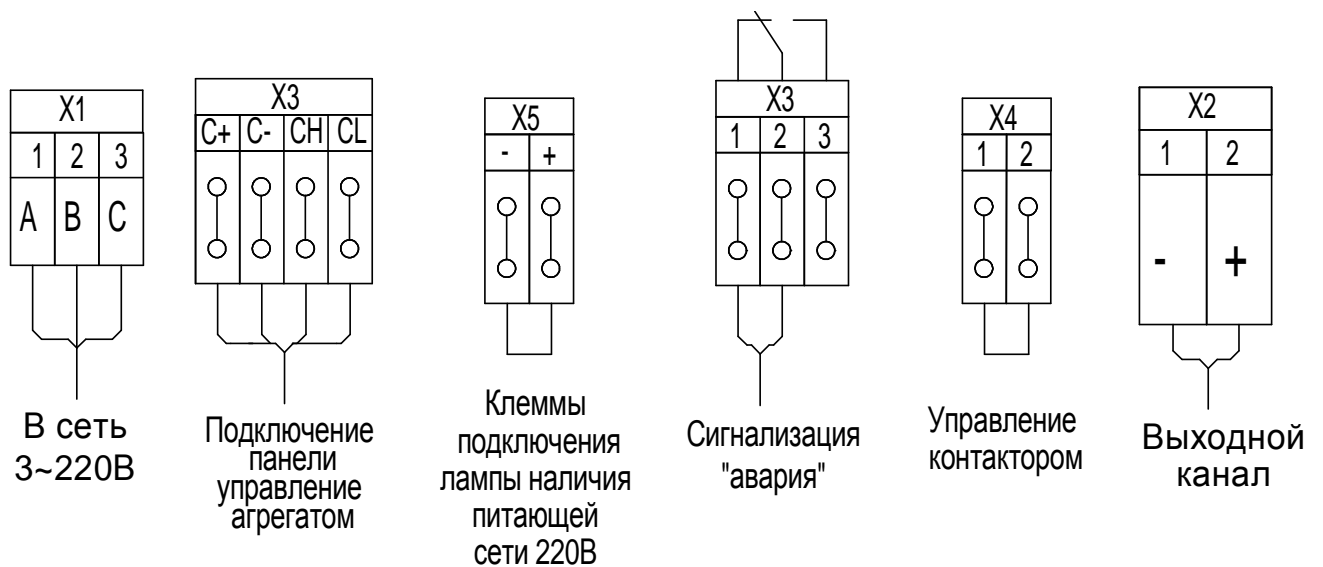 X1
1 2 3
A B C
В сеть
3~220В
X3
C+ C- CH CL
Подключение
панели
управление
агрегатом
X5
- +
Клеммы
подключения
лампы наличия
питающей
сети 220В
X3
1 2 3
Сигнализация
"авария"
X4
1 2
Управление
контактором
X2
1 2
- +
Выходной
канал